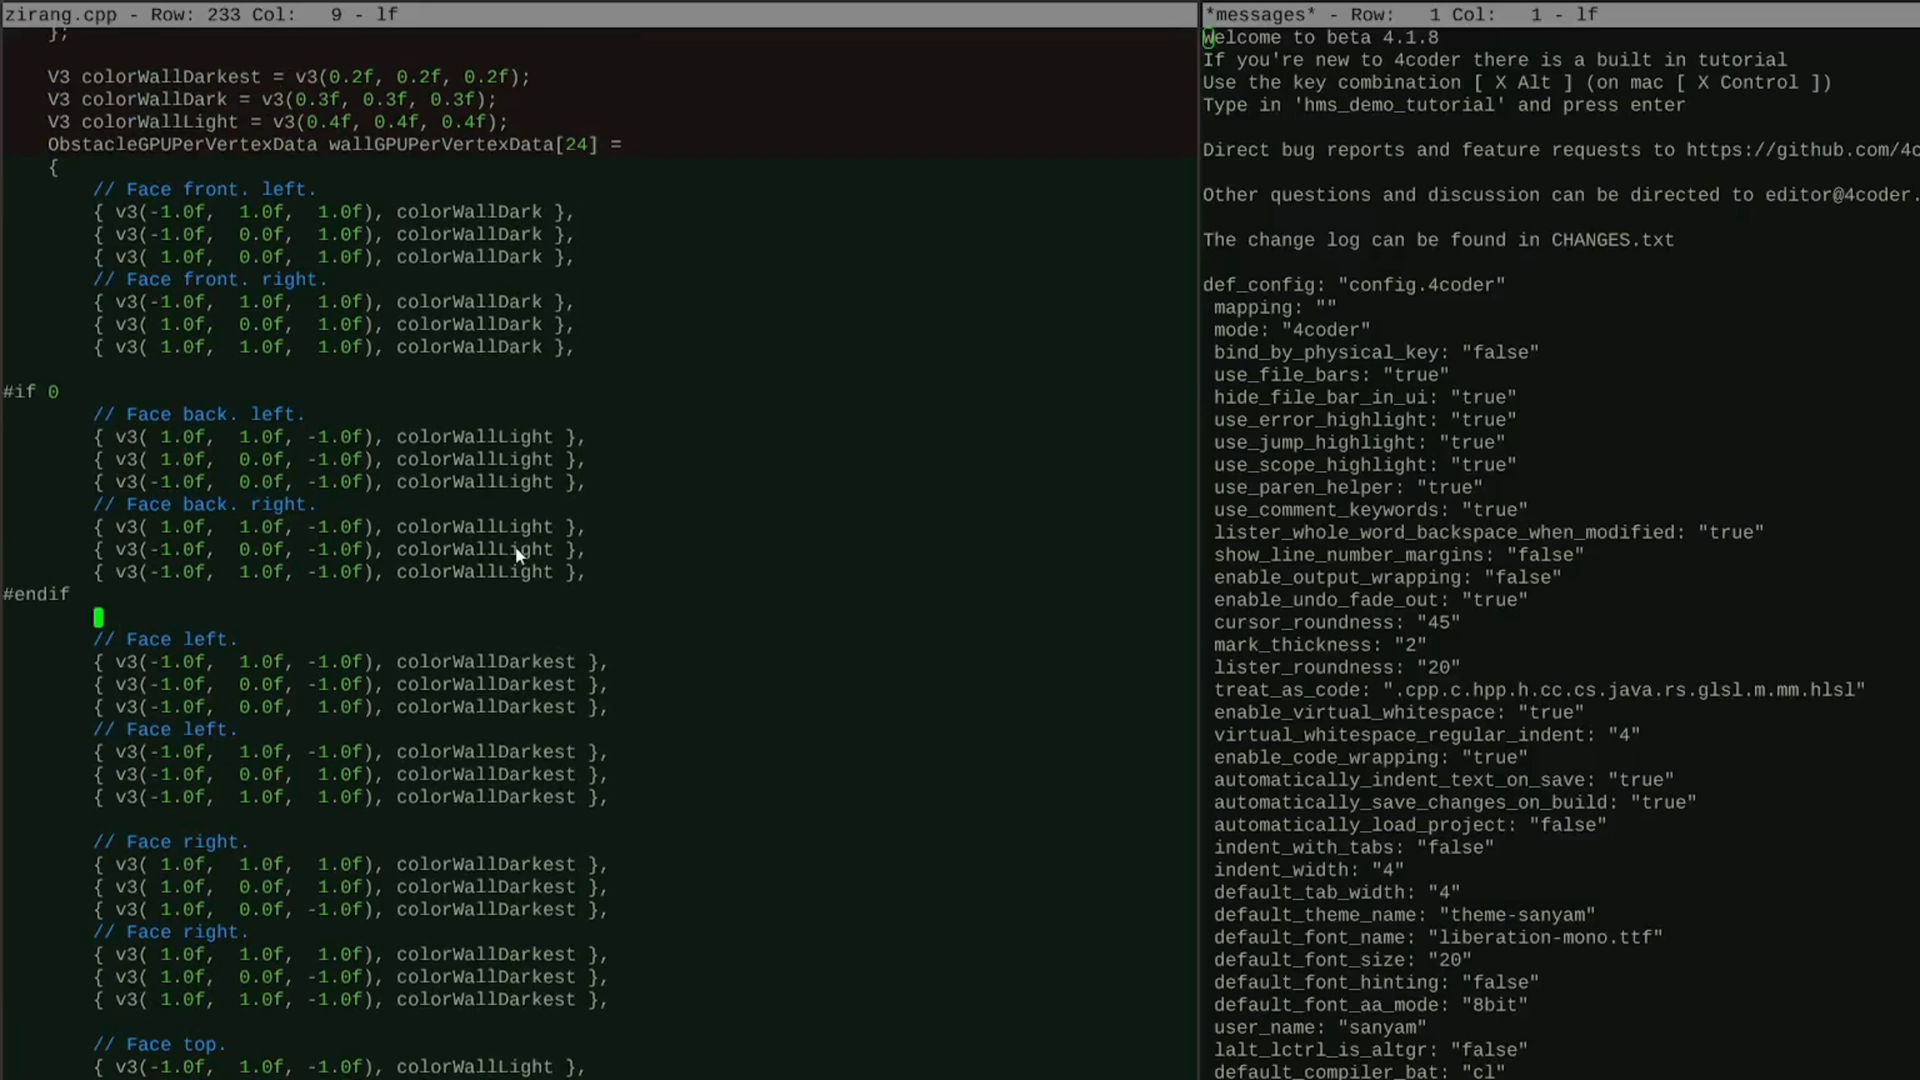 zirang.cpp - Row: 233 Col:   9 - lf
};
V3 colorWallDarkest = v3(0.2f, 0.2f, 0.2f);
V3 colorWallDark = v3(0.3f, 0.3f, 0.3f);
V3 colorWallLight = v3(0.4f, 0.4f, 0.4f);
ObstacleGPUPerVertexData wallGPUPerVertexData[24] =
{
// Face front. left.
{ v3(-1.0f,  1.0f,  1.0f), colorWallDark },
{ v3(-1.0f,  0.0f,  1.0f), colorWallDark },
{ v3( 1.0f,  0.0f,  1.0f), colorWallDark },
// Face front. right.
{ v3(-1.0f,  1.0f,  1.0f), colorWallDark },
{ v3( 1.0f,  0.0f,  1.0f), colorWallDark },
{ v3( 1.0f,  1.0f,  1.0f), colorWallDark },
#if 0
// Face back. left.
{ v3( 1.0f,  1.0f, -1.0f), colorWallLight },
{ v3( 1.0f,  0.0f, -1.0f), colorWallLight },
{ v3(-1.0f,  0.0f, -1.0f), colorWallLight },
// Face back. right.
{ v3( 1.0f,  1.0f, -1.0f), colorWallLight },
{ v3(-1.0f,  0.0f, -1.0f), colorWallLight },
{ v3(-1.0f,  1.0f, -1.0f), colorWallLight },
#endif
// Face left.
{ v3(-1.0f,  1.0f, -1.0f), colorWallDarkest },
{ v3(-1.0f,  0.0f, -1.0f), colorWallDarkest },
{ v3(-1.0f,  0.0f,  1.0f), colorWallDarkest },
// Face left.
{ v3(-1.0f,  1.0f, -1.0f), colorWallDarkest },
{ v3(-1.0f,  0.0f,  1.0f), colorWallDarkest },
{ v3(-1.0f,  1.0f,  1.0f), colorWallDarkest },
// Face right.
{ v3( 1.0f,  1.0f,  1.0f), colorWallDarkest },
{ v3( 1.0f,  0.0f,  1.0f), colorWallDarkest },
{ v3( 1.0f,  0.0f, -1.0f), colorWallDarkest },
// Face right.
{ v3( 1.0f,  1.0f,  1.0f), colorWallDarkest },
{ v3( 1.0f,  0.0f, -1.0f), colorWallDarkest },
{ v3( 1.0f,  1.0f, -1.0f), colorWallDarkest },
// Face top.
{ v3(-1.0f,  1.0f, -1.0f), colorWallLight },
*messages* - Row:   1 Col:   1 - lf
Welcome to beta 4.1.8
If you're new to 4coder there is a built in tutorial
Use the key combination [ X Alt ] (on mac [ X Control ])
Type in 'hms_demo_tutorial' and press enter
Direct bug reports and feature requests to https://github.com/4c
Other questions and discussion can be directed to editor@4coder.
The change log can be found in CHANGES.txt
def_config: "config.4coder"
mapping: ""
mode: "4coder"
bind_by_physical_key: "false"
use_file_bars: "true"
hide_file_bar_in_ui: "true"
use_error_highlight: "true"
use_jump_highlight: "true"
use_scope_highlight: "true"
use_paren_helper: "true"
use_comment_keywords: "true"
lister_whole_word_backspace_when_modified: "true"
show_line_number_margins: "false"
enable_output_wrapping: "false"
enable_undo_fade_out: "true"
cursor_roundness: "45"
mark_thickness: "2"
lister_roundness: "20"
treat_as_code: ".cpp.c.hpp.h.cc.cs.java.rs.glsl.m.mm.hlsl"
enable_virtual_whitespace: "true"
virtual_whitespace_regular_indent: "4"
enable_code_wrapping: "true"
automatically_indent_text_on_save: "true"
automatically_save_changes_on_build: "true"
automatically_load_project: "false"
indent_with_tabs: "false"
indent_width: "4"
default_tab_width: "4"
default_theme_name: "theme-sanyam"
default_font_name: "liberation-mono.ttf"
default_font_size: "20"
default_font_hinting: "false"
default_font_aa_mode: "8bit"
user_name: "sanyam"
lalt_lctrl_is_altgr: "false"
default_compiler_bat: "cl"